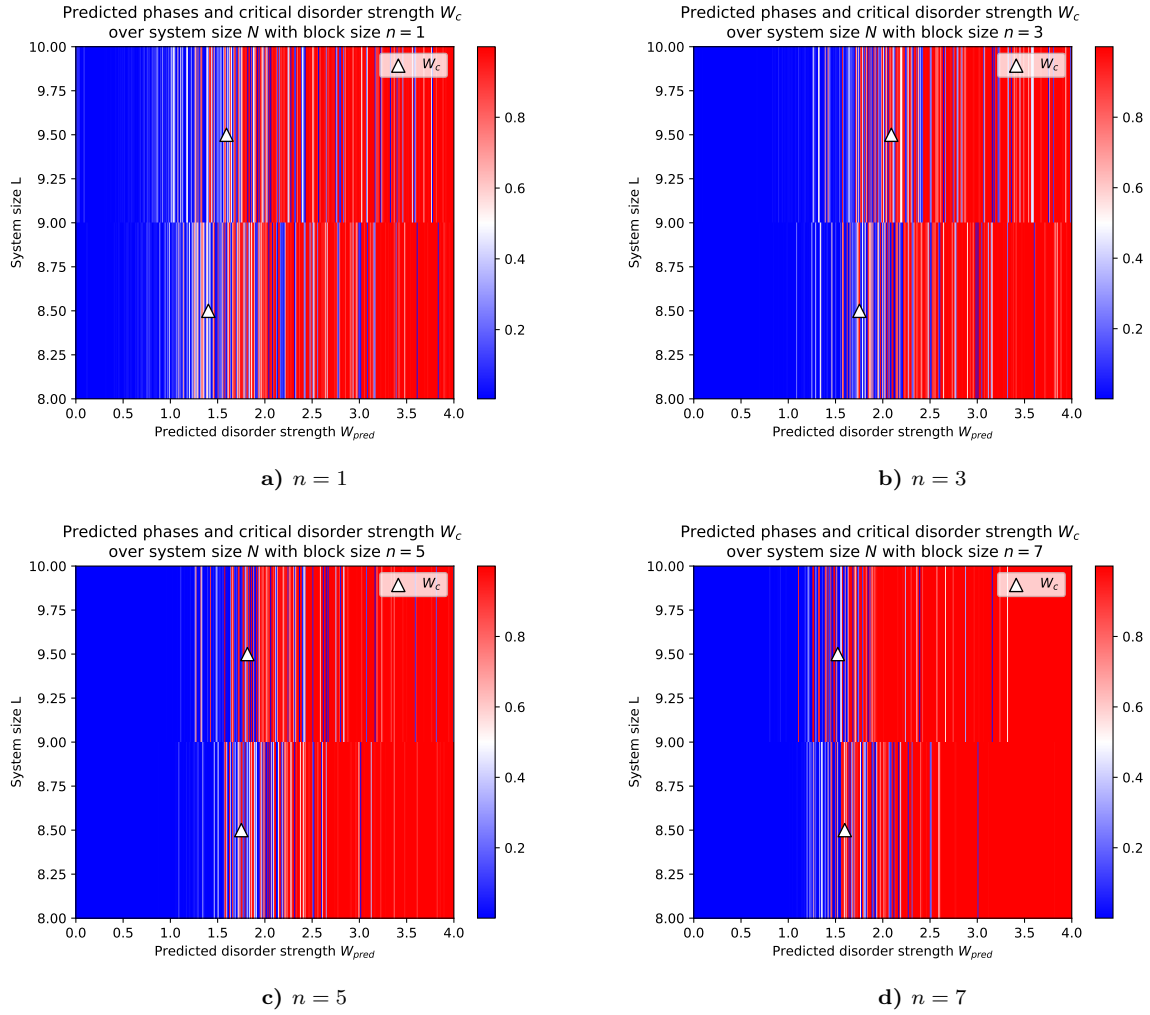 Predicted phases and critical disorder strength W_c
over system size N with block size n = 1
10.00
9.75
9.50
9.25
9.00
8.75
8.50
8.25
8.00
System size L
0.0 0.5 1.0 1.5 2.0 2.5 3.0 3.5 4.0
Predicted disorder strength W_pred
W_c
0.8
0.6
0.4
0.2
a) n = 1
Predicted phases and critical disorder strength W_c
over system size N with block size n = 3
10.00
9.75
9.50
9.25
9.00
8.75
8.50
8.25
8.00
System size L
0.0 0.5 1.0 1.5 2.0 2.5 3.0 3.5 4.0
Predicted disorder strength W_pred
W_c
0.8
0.6
0.4
0.2
b) n = 3
Predicted phases and critical disorder strength W_c
over system size N with block size n = 5
10.00
9.75
9.50
9.25
9.00
8.75
8.50
8.25
8.00
System size L
0.0 0.5 1.0 1.5 2.0 2.5 3.0 3.5 4.0
Predicted disorder strength W_pred
W_c
0.8
0.6
0.4
0.2
c) n = 5
Predicted phases and critical disorder strength W_c
over system size N with block size n = 7
10.00
9.75
9.50
9.25
9.00
8.75
8.50
8.25
8.00
System size L
0.0 0.5 1.0 1.5 2.0 2.5 3.0 3.5 4.0
Predicted disorder strength W_pred
W_c
0.8
0.6
0.4
0.2
d) n = 7